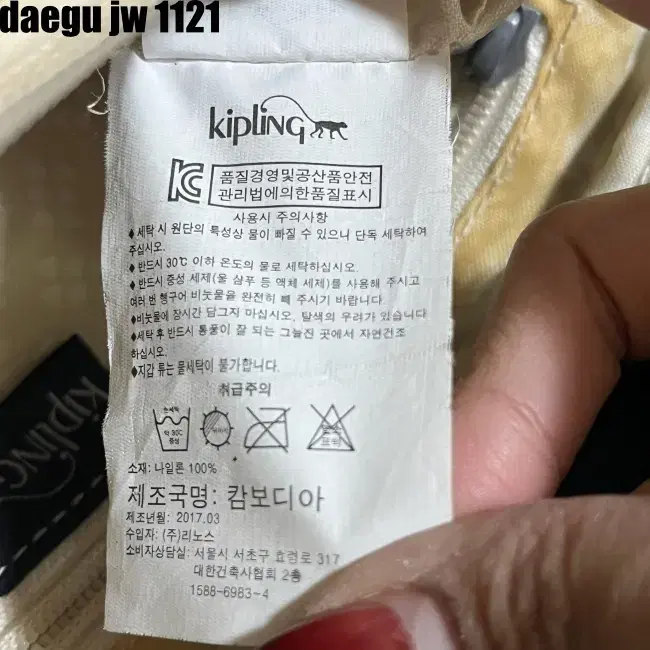 daegu jw 1121
kipling
품질경영및공산품안전
관리법에의한품질표시
사용시 주의사항
◆세탁 시 원단의 특성상 물이 빠질 수 있으니 단독 세탁하여
주십시오.
◆반드시 30℃ 이하 온도의 물로 세탁하십시오.
◆반드시 중성 세제(울 샴푸 등 액체 세제)를 사용해 주시고
여러 번 헹구어 비눗물을 완전히 빼 주시기 바랍니다.
◆비눗물에 장시간 담그지 마십시오, 탈색의 우려가 있습니다.
◆세탁 후 반드시 통풍이 잘 되는 그늘진 곳에서 자연건조
하십시오.
◆지갑 류는 물세탁이 불가합니다.
취급주의
손세탁
약 30℃
중성
소재: 나일론 100%
제조국명: 캄보디아
제조년월: 2017.03
수입자: (주)리노스
소비자상담실: 서울시 서초구 효령로 317
대한건축사협회 2층
1588-6983~4
kipling